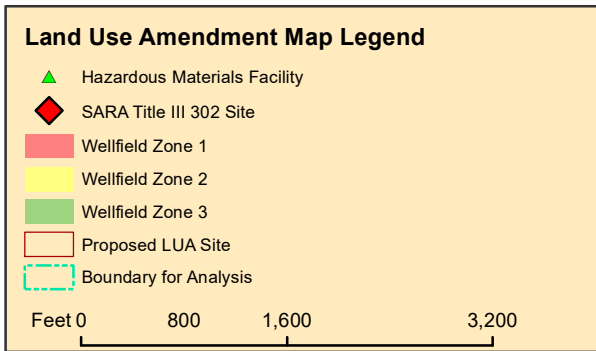 Land Use Amendment Map Legend
Hazardous Materials Facility
SARA Title III 302 Site
Wellfield Zone 1
Wellfield Zone 2
Wellfield Zone 3
Proposed LUA Site
Boundary for Analysis
Feet 0 800 1,600 3,200